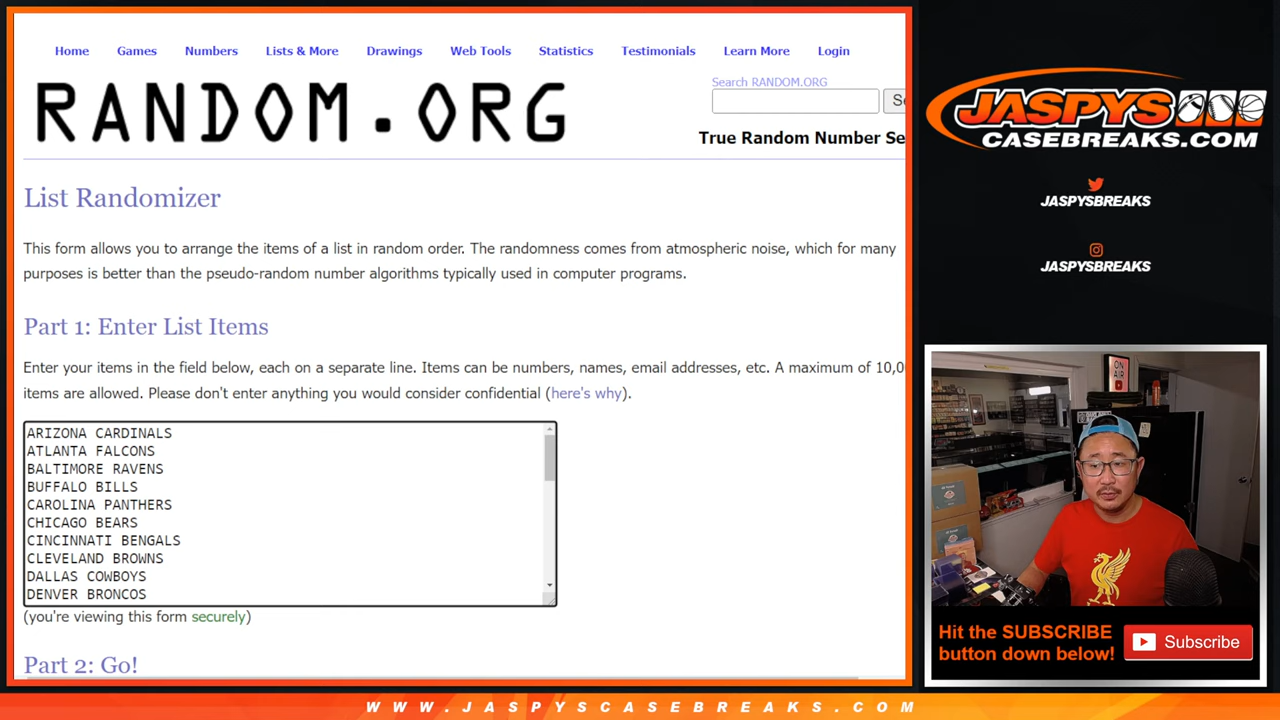 Home Games Numbers Lists & More Drawings Web Tools Statistics Testimonials Learn More Login
Search RANDOM.ORG
RANDOM.ORG
True Random Number Se
List Randomizer
This form allows you to arrange the items of a list in random order. The randomness comes from atmospheric noise, which for many
purposes is better than the pseudo-random number algorithms typically used in computer programs.
Part 1: Enter List Items
Enter your items in the field below, each on a separate line. Items can be numbers, names, email addresses, etc. A maximum of 10,0
items are allowed. Please don't enter anything you would consider confidential (here's why).
ARIZONA CARDINALS
ATLANTA FALCONS
BALTIMORE RAVENS
BUFFALO BILLS
CAROLINA PANTHERS
CHICAGO BEARS
CINCINNATI BENGALS
CLEVELAND BROWNS
DALLAS COWBOYS
DENVER BRONCOS
(you're viewing this form securely)
Part 2: Go!
JASPYS
CASEBREAKS.COM
JASPYSBREAKS
JASPYSBREAKS
ON AIR
Hit the SUBSCRIBE
button down below!
Subscribe
WWW.JASPYSCASEBREAKS.COM